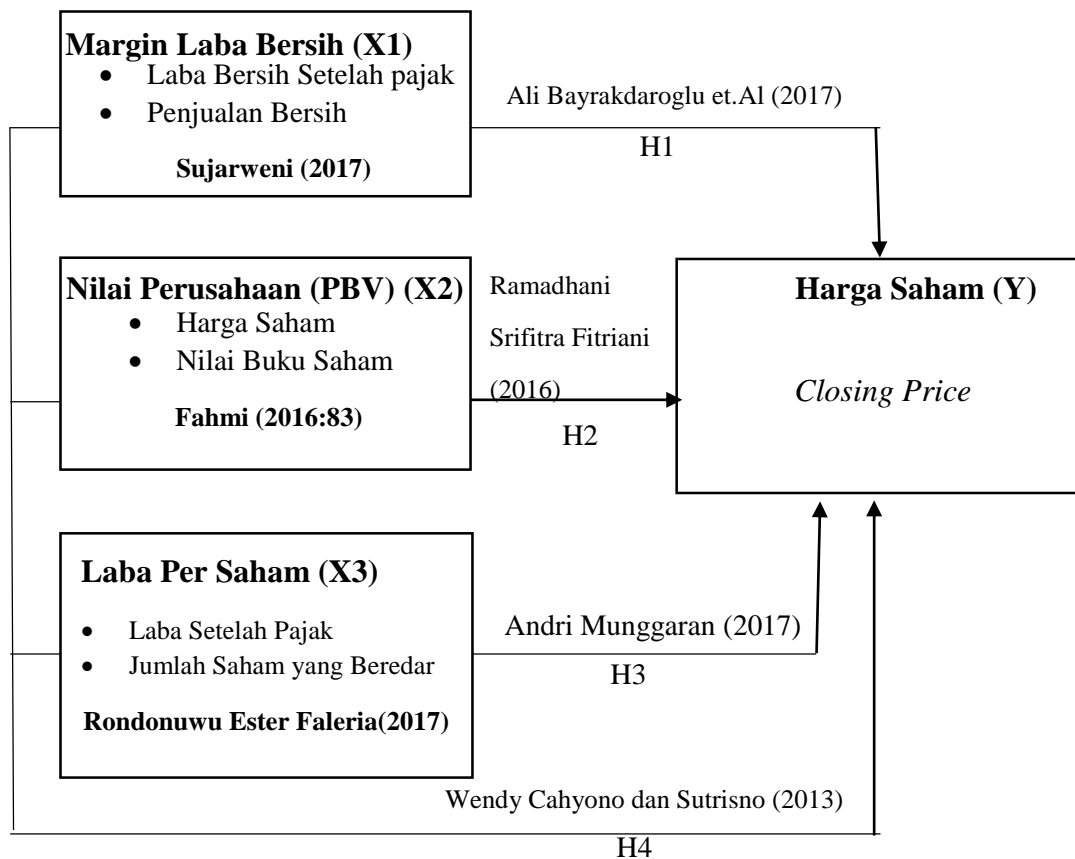 Margin Laba Bersih (X1)
• Laba Bersih Setelah pajak
• Penjualan Bersih
Sujarweni (2017)
Ali Bayrakdaroglu et.Al (2017)
H1
Nilai Perusahaan (PBV) (X2)
• Harga Saham
• Nilai Buku Saham
Fahmi (2016:83)
Ramadhani
Srifitra Fitriani
(2016)
H2
Harga Saham (Y)
Closing Price
Laba Per Saham (X3)
• Laba Setelah Pajak
• Jumlah Saham yang Beredar
Rondonuwu Ester Faleria(2017)
Andri Munggaran (2017)
H3
Wendy Cahyono dan Sutrisno (2013)
H4